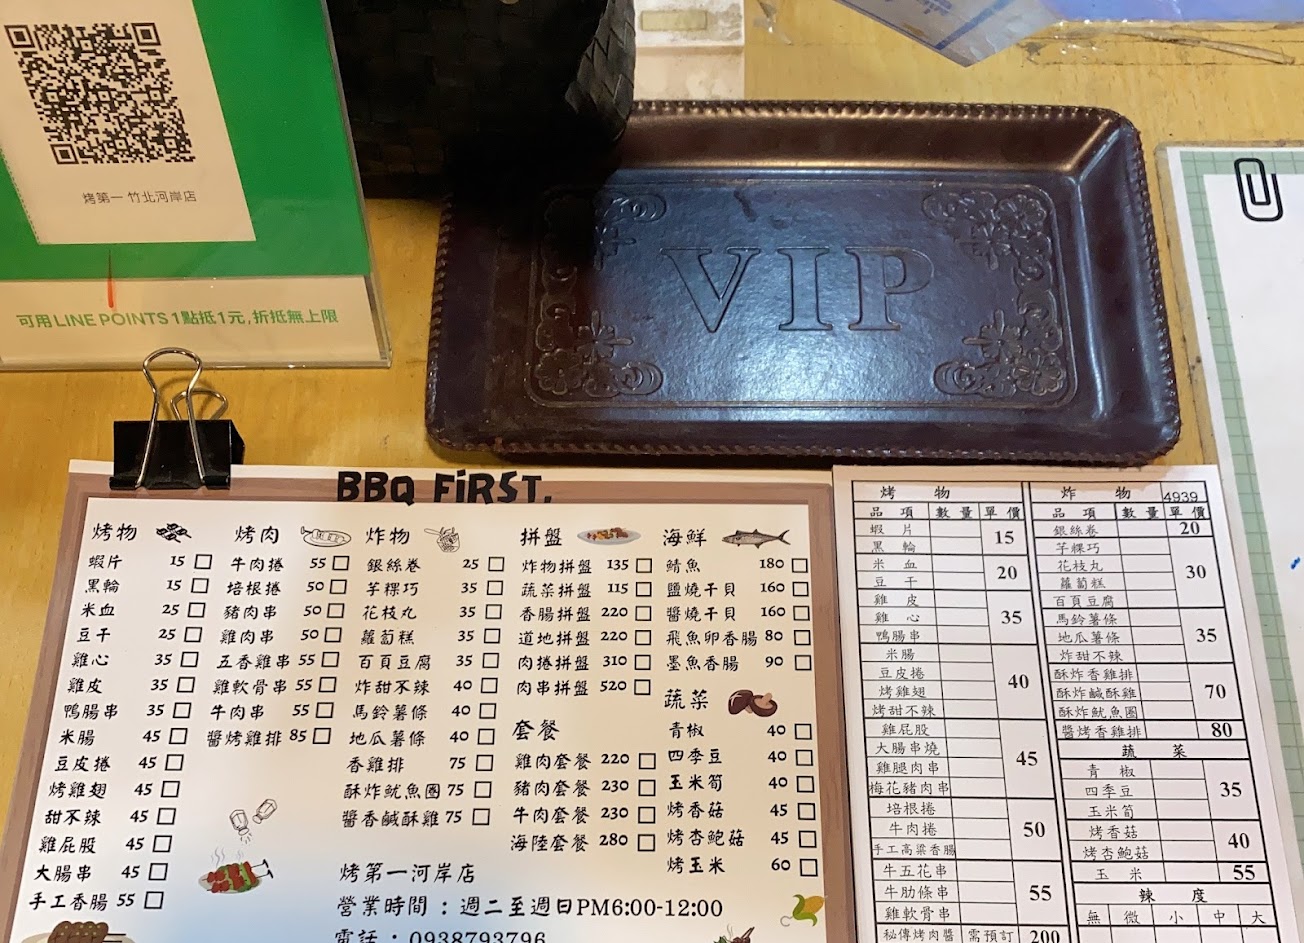 烤第一 竹北河岸店
可用LINE POINTS 1點抵1元,折抵無上限
VIP
BBQ FIRST.
烤物
蝦片 15
黑輪 15
米血 25
豆干 25
雞心 35
雞皮 35
鴨腸串 35
米腸 45
豆皮捲 45
烤雞翅 45
甜不辣 45
雞屁股 45
大腸串 45
手工香腸 55
烤肉
牛肉捲 55
培根捲 50
豬肉串 50
雞肉串 50
五香雞串 55
雞軟骨串 55
牛肉串 55
醬烤雞排 85
炸物
銀絲卷 25
芋粿巧 35
花枝丸 35
蘿蔔糕 35
百頁豆腐 35
炸甜不辣 40
馬鈴薯條 40
地瓜薯條 40
香雞排 75
酥炸魷魚圈 75
醬香鹹酥雞 75
拼盤
炸物拼盤 135
蔬菜拼盤 115
香腸拼盤 220
道地拼盤 220
肉捲拼盤 310
肉串拼盤 520
套餐
雞肉套餐 220
豬肉套餐 230
牛肉套餐 230
海陸套餐 280
海鮮
鯖魚 180
鹽燒干貝 160
醬燒干貝 160
飛魚卵香腸 80
墨魚香腸 90
蔬菜
青椒 40
四季豆 40
玉米筍 40
烤香菇 45
烤杏鮑菇 45
烤玉米 60
烤第一河岸店
營業時間 : 週二至週日PM6:00-12:00
電話 : 0938793796
烤 物
品 項 數 量 單 價
蝦 片
黑 輪
15
米 血
豆 干
20
雞 皮
雞 心
鴨腸串
35
米腸
豆皮捲
烤雞翅
烤甜不辣
40
雞屁股
大腸串燒
雞腿肉串
梅花豬肉串
45
培根捲
牛肉捲
手工高粱香腸
50
牛五花串
牛肋條串
雞軟骨串
55
秘傳烤肉醬 需預訂 200
炸 物 4939
品 項 數 量 單 價
銀絲卷 20
芋粿巧
花枝丸
蘿蔔糕
百頁豆腐
30
馬鈴薯條
地瓜薯條
炸甜不辣
35
酥炸香雞排
酥炸鹹酥雞
酥炸魷魚圈
70
醬烤香雞排 80
蔬 菜
青 椒
四季豆
玉米筍
35
烤香菇
烤杏鮑菇
40
玉 米 55
辣 度
無 微 小 中 大